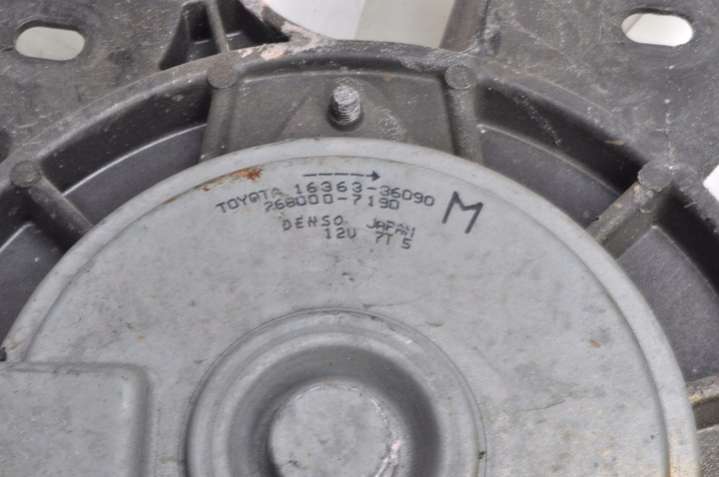 TOYOTA 16363-36090
268000-7190
DENSO JAPAN
12V 7T 5
M